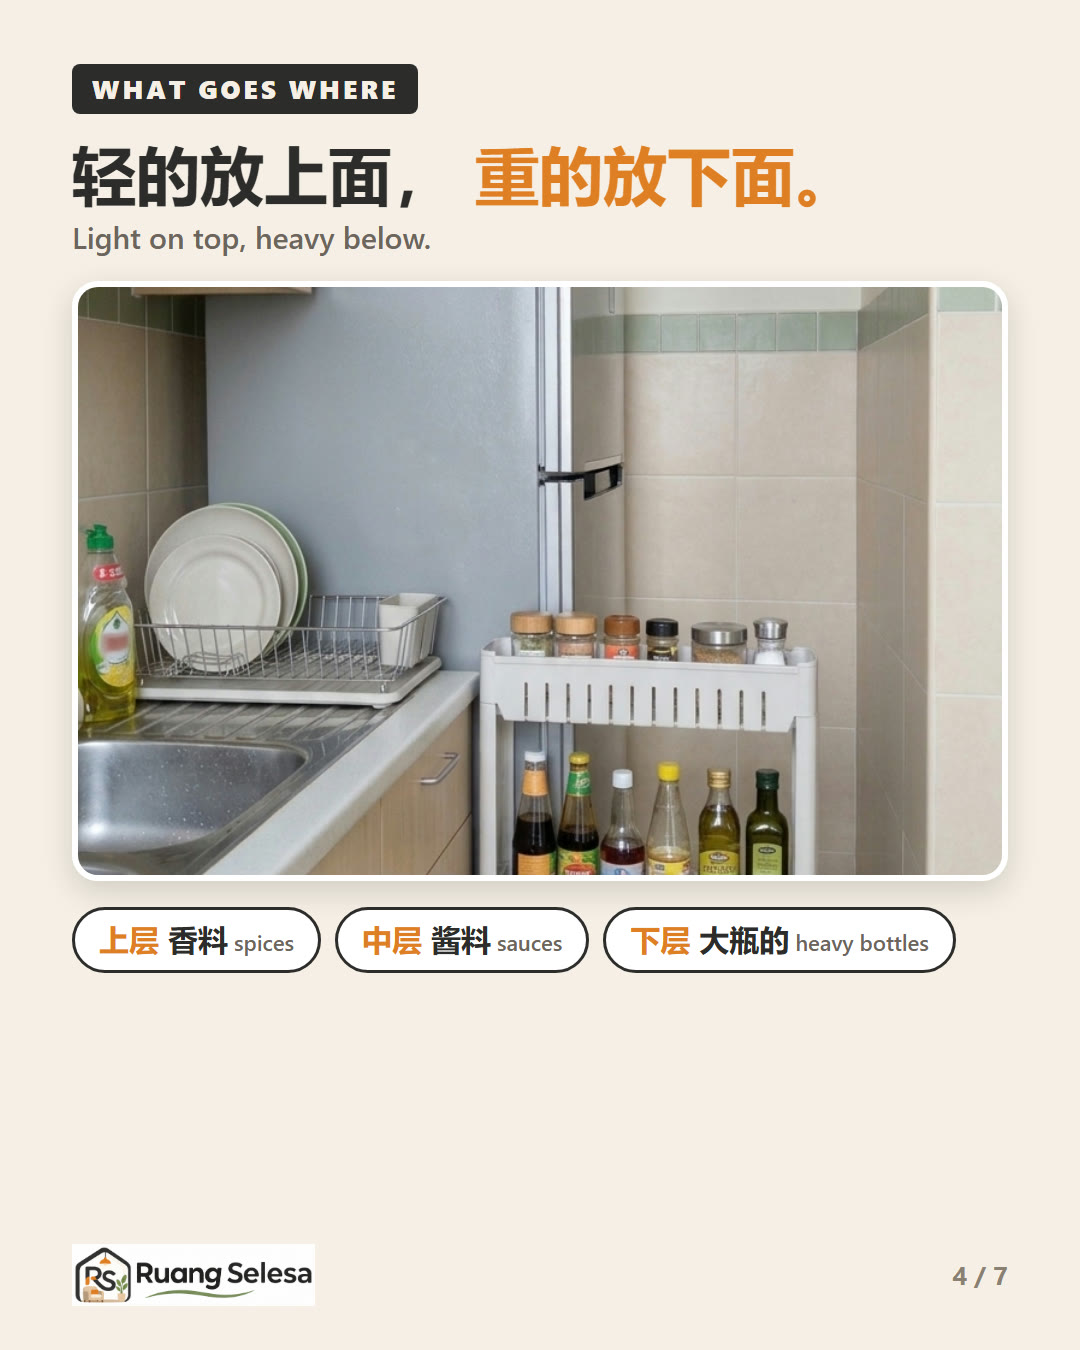 WHAT GOES WHERE
轻的放上面， 重的放下面。
Light on top, heavy below.
上层 香料 spices
中层 酱料 sauces
下层 大瓶的 heavy bottles
RS Ruang Selesa
4 / 7